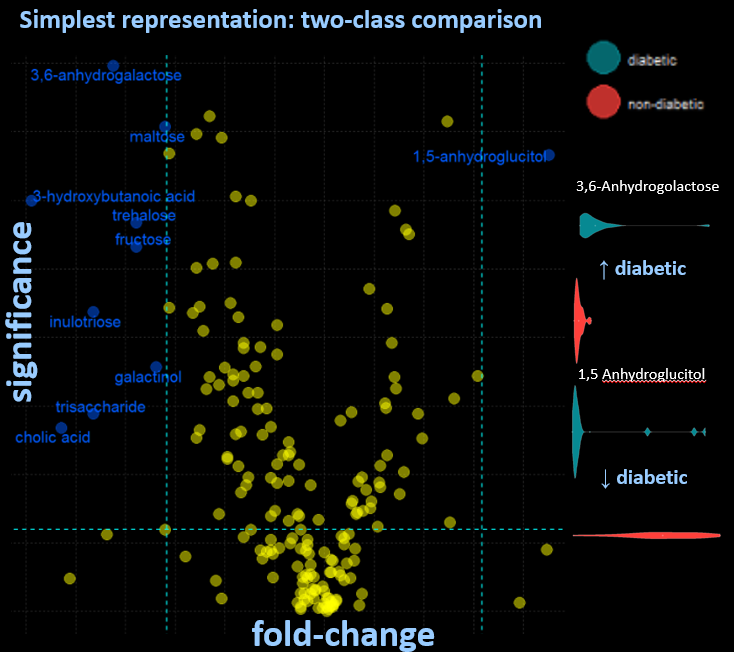 Simplest representation: two-class comparison
diabetic
non-diabetic
3,6-anhydrogalactose
maltose
1,5-anhydroglucitol
3-hydroxybutanoic acid
trehalose
fructose
inulotriose
galactinol
trisaccharide
cholic acid
significance
fold-change
3,6-Anhydrogolactose
↑ diabetic
1,5 Anhydroglucitol
↓ diabetic